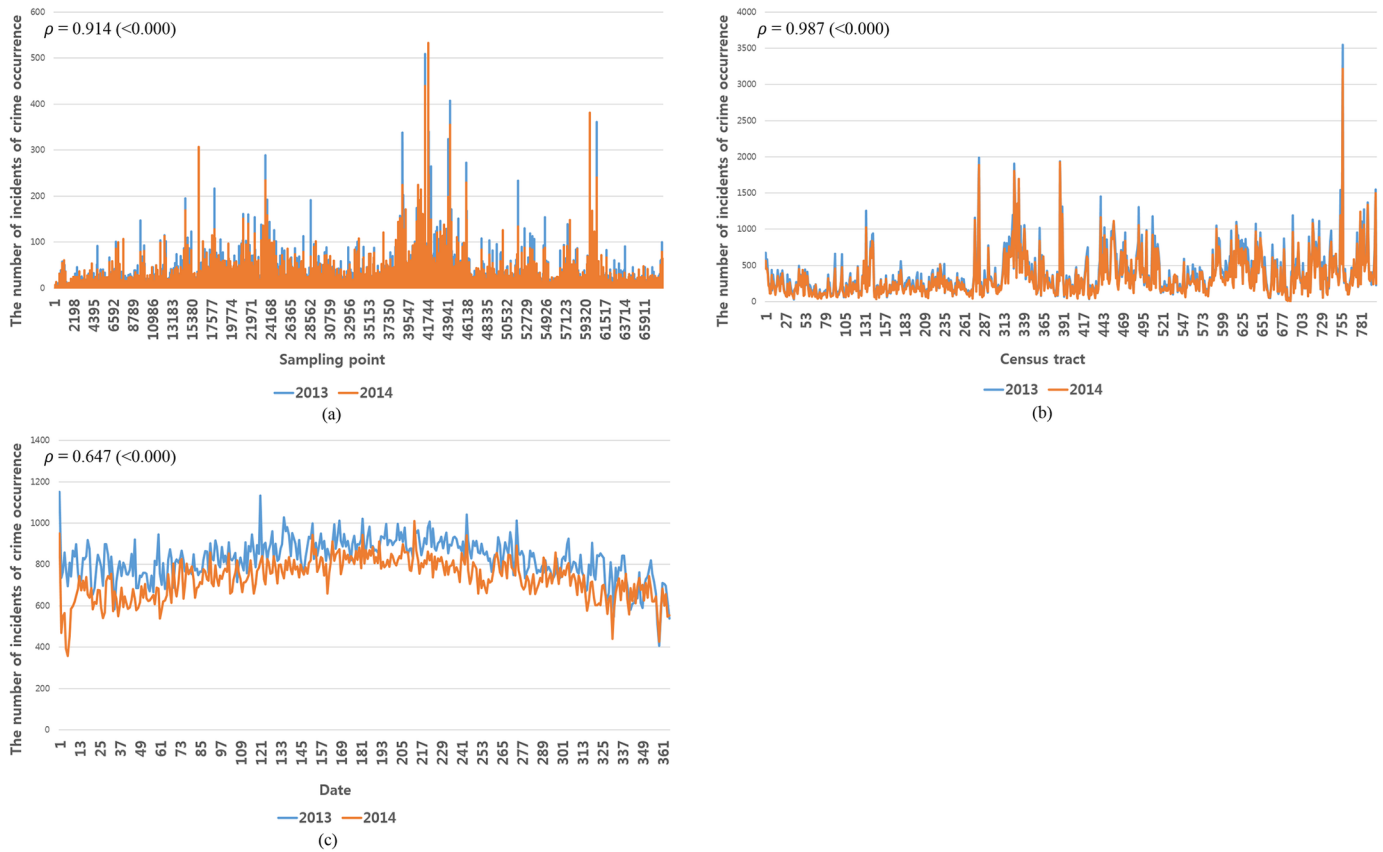 The number of incidents of crime occurrence
ρ = 0.914 (<0.000)
600
500
400
300
200
100
0
1 2198 4395 6592 8789 10986 13183 15380 17577 19774 21971 24168 26365 28562 30759 32956 35153 37350 39547 41744 43941 46138 48335 50532 52729 54926 57123 59320 61517 63714 65911
Sampling point
2013 2014
(a)
The number of incidents of crime occurrence
ρ = 0.987 (<0.000)
4000
3500
3000
2500
2000
1500
1000
500
0
1 27 53 79 105 131 157 183 209 235 261 287 313 339 365 391 417 443 469 495 521 547 573 599 625 651 677 703 729 755 781
Census tract
2013 2014
(b)
The number of incidents of crime occurrence
ρ = 0.647 (<0.000)
1400
1200
1000
800
600
400
200
0
1 13 25 37 49 61 73 85 97 109 121 133 145 157 169 181 193 205 217 229 241 253 265 277 289 301 313 325 337 349 361
Date
2013 2014
(c)